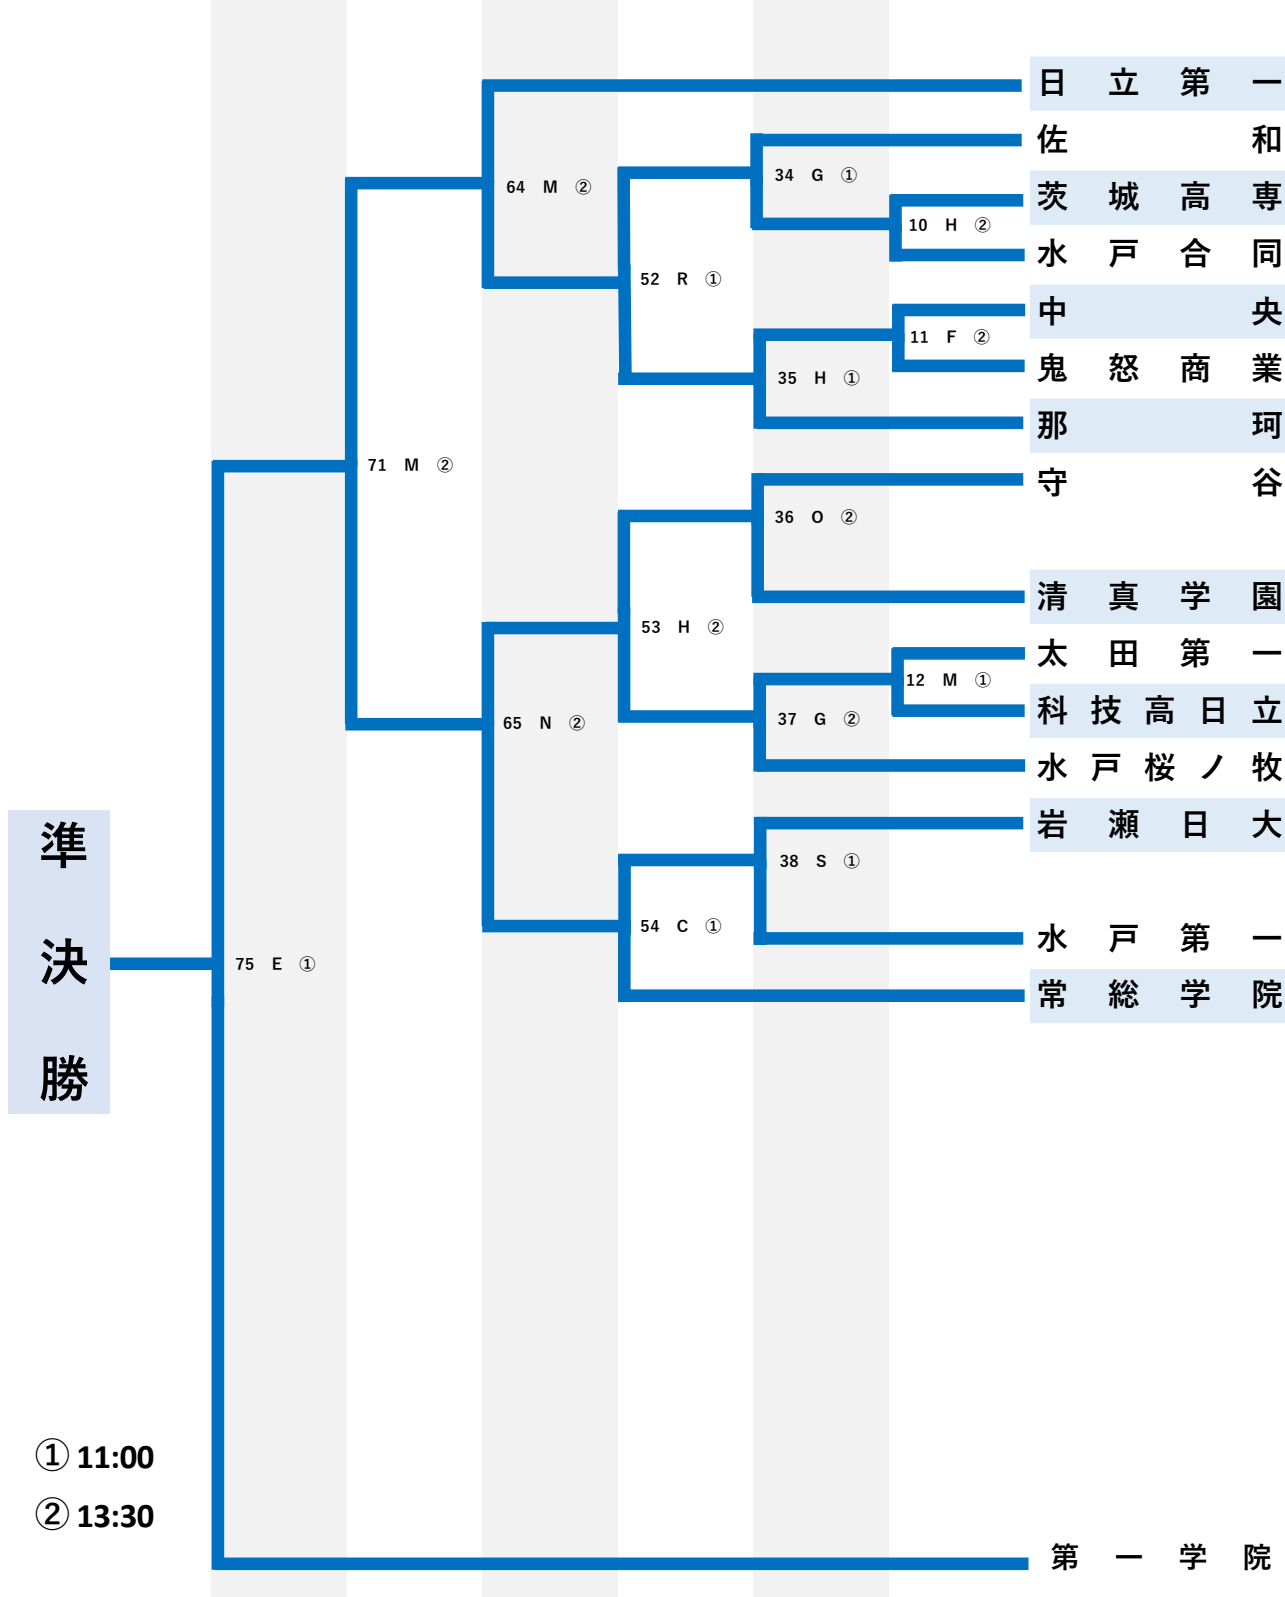 日立第一
佐和
34 G ①
64 M ②
茨城高専
10 H ②
水戸合同
52 R ①
中央
11 F ②
鬼怒商業
35 H ①
那珂
71 M ②
守谷
36 O ②
清真学園
53 H ②
太田第一
12 M ①
科技高日立
37 G ②
65 N ②
水戸桜ノ牧
岩瀬日大
38 S ①
54 C ①
水戸第一
準決勝
75 E ①
常総学院
① 11:00
② 13:30
第一学院